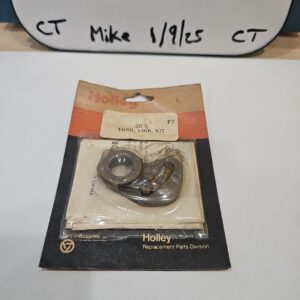 CT Mike 1/9/25 CT
Holley
20-5 F7
THRO. LINK. KIT
Holley
Replacement Parts Division